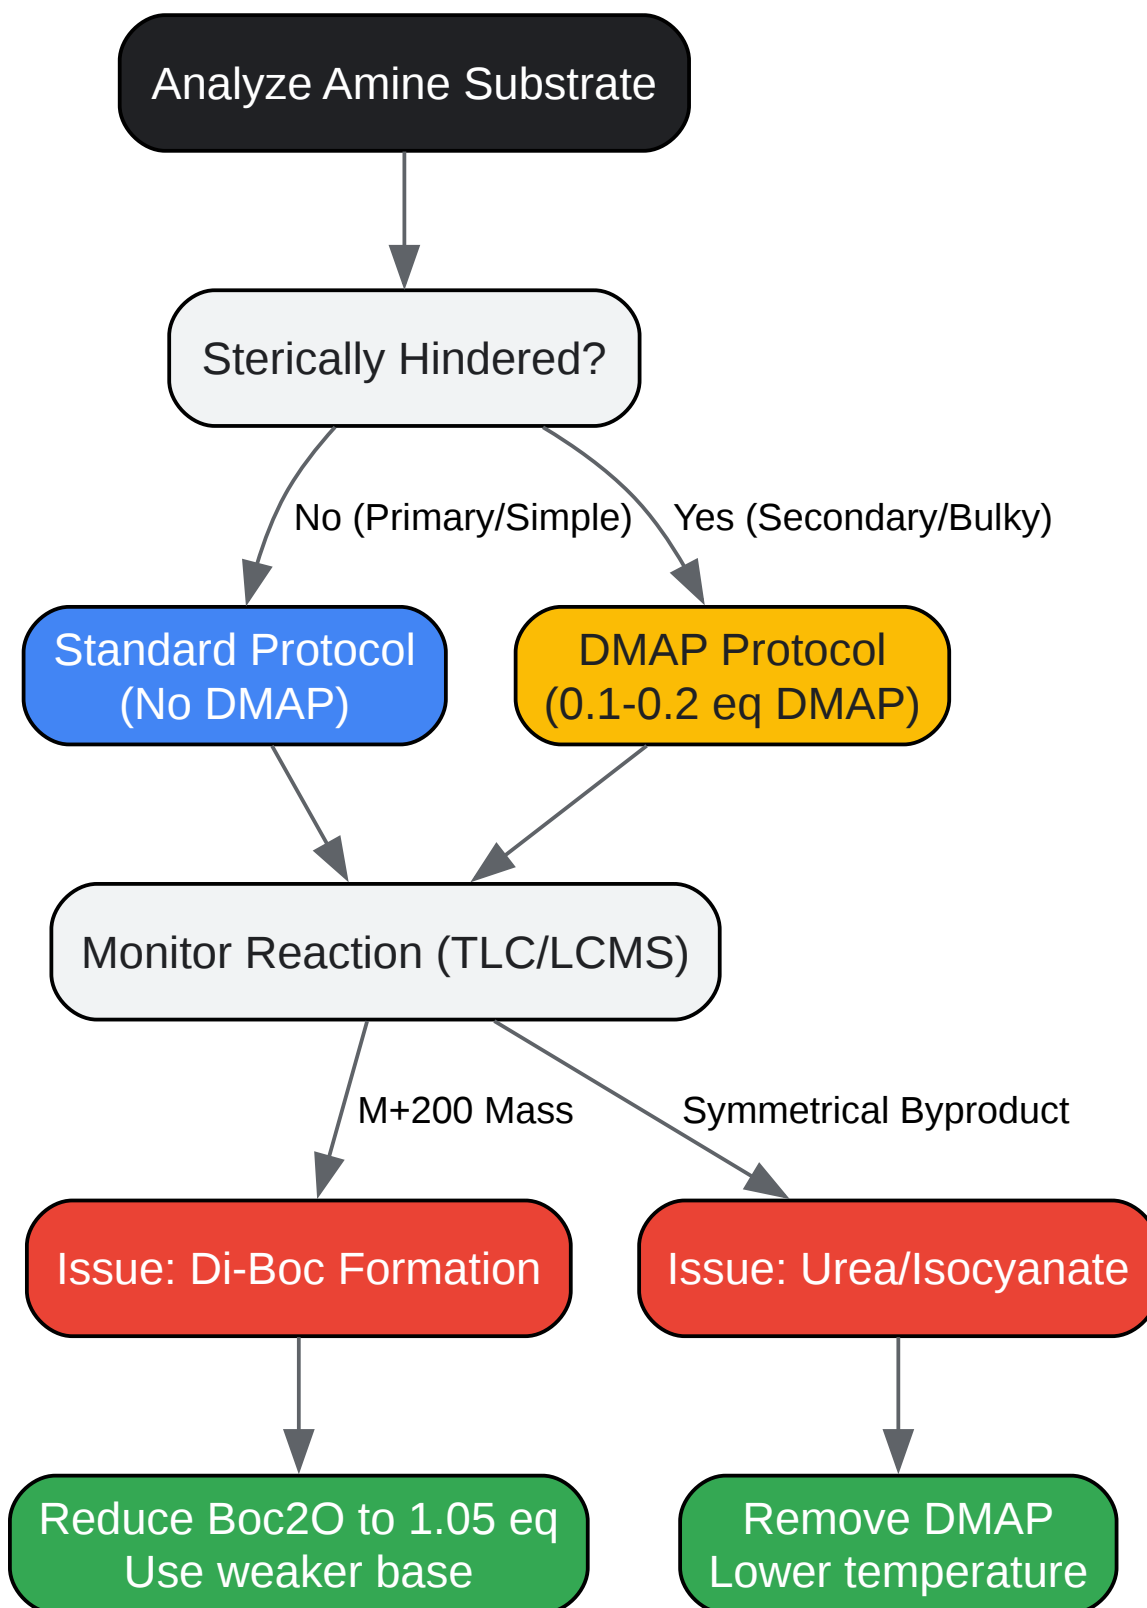 Analyze Amine Substrate
Sterically Hindered?
No (Primary/Simple)
Yes (Secondary/Bulky)
Standard Protocol
(No DMAP)
DMAP Protocol
(0.1-0.2 eq DMAP)
Monitor Reaction (TLC/LCMS)
M+200 Mass
Symmetrical Byproduct
Issue: Di-Boc Formation
Issue: Urea/Isocyanate
Reduce Boc2O to 1.05 eq
Use weaker base
Remove DMAP
Lower temperature